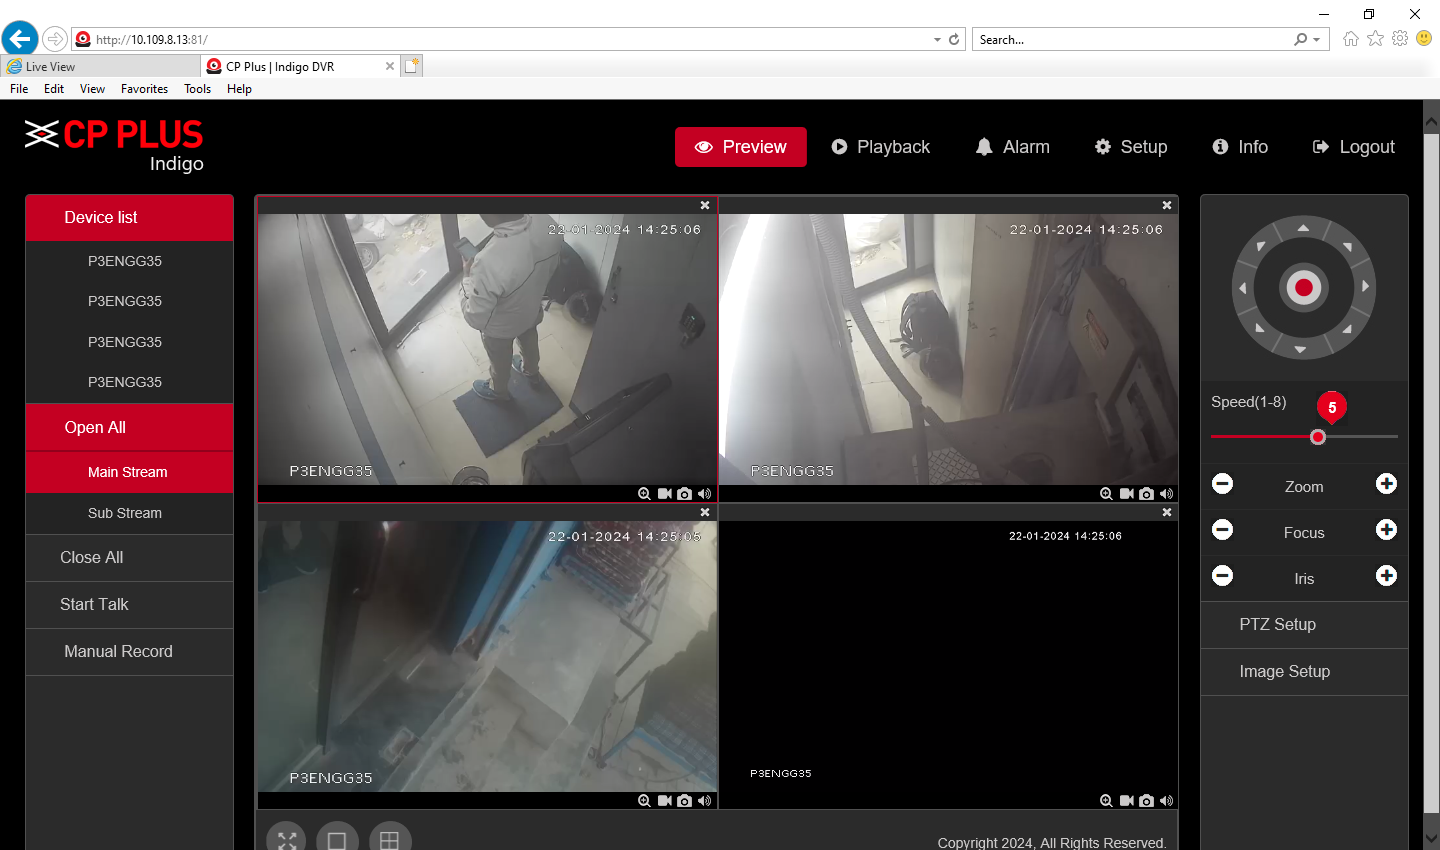 http://10.109.8.13:81/
Search...
Live View
CP Plus | Indigo DVR
File Edit View Favorites Tools Help
CP PLUS
Indigo
Preview Playback Alarm Setup Info Logout
Device list
P3ENGG35
P3ENGG35
P3ENGG35
P3ENGG35
Open All
Main Stream
Sub Stream
Close All
Start Talk
Manual Record
22-01-2024 14:25:06
P3ENGG35
22-01-2024 14:25:06
P3ENGG35
22-01-2024 14:25:05
P3ENGG35
22-01-2024 14:25:06
P3ENGG35
Copyright 2024, All Rights Reserved.
Speed(1-8)
5
Zoom
Focus
Iris
PTZ Setup
Image Setup